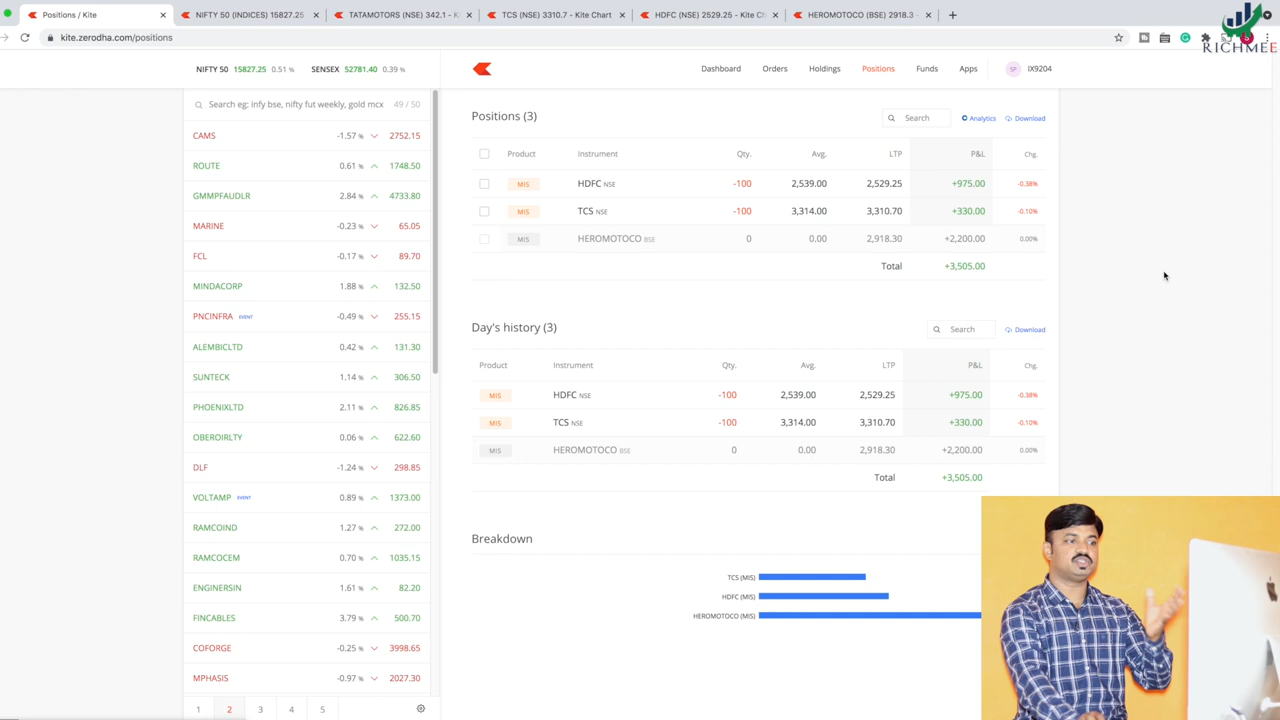 Positions / Kite
NIFTY 50 (INDICES) 15827.25
TATAMOTORS (NSE) 342.1 - K
TCS (NSE) 3310.7 - Kite Chart
HDFC (NSE) 2529.25 - Kite Ch
HEROMOTOCO (BSE) 2918.3 -
kite.zerodha.com/positions
RICHMEE
NIFTY 50 15827.25 0.51 %
SENSEX 52781.40 0.39 %
Dashboard Orders Holdings Positions Funds Apps SP IX9204
Search eg: infy bse, nifty fut weekly, gold mcx 49 / 50
CAMS -1.57 % 2752.15
ROUTE 0.61 % 1748.50
GMMPFAUDLR 2.84 % 4733.80
MARINE -0.23 % 65.05
FCL -0.17 % 89.70
MINDACORP 1.88 % 132.50
PNCINFRA EVENT -0.49 % 255.15
ALEMBICLTD 0.42 % 131.30
SUNTECK 1.14 % 306.50
PHOENIXLTD 2.11 % 826.85
OBEROIRLTY 0.06 % 622.60
DLF -1.24 % 298.85
VOLTAMP EVENT 0.89 % 1373.00
RAMCOIND 1.27 % 272.00
RAMCOCEM 0.70 % 1035.15
ENGINERSIN 1.61 % 82.20
FINCABLES 3.79 % 500.70
COFORGE -0.25 % 3998.65
MPHASIS -0.97 % 2027.30
1 2 3 4 5
Positions (3) Search Analytics Download
Product Instrument Qty. Avg. LTP P&L Chg.
MIS HDFC NSE -100 2,539.00 2,529.25 +975.00 -0.38%
MIS TCS NSE -100 3,314.00 3,310.70 +330.00 -0.10%
MIS HEROMOTOCO BSE 0 0.00 2,918.30 +2,200.00 0.00%
Total +3,505.00
Day's history (3) Search Download
Product Instrument Qty. Avg. LTP P&L Chg.
MIS HDFC NSE -100 2,539.00 2,529.25 +975.00 -0.38%
MIS TCS NSE -100 3,314.00 3,310.70 +330.00 -0.10%
MIS HEROMOTOCO BSE 0 0.00 2,918.30 +2,200.00 0.00%
Total +3,505.00
Breakdown
TCS (MIS)
HDFC (MIS)
HEROMOTOCO (MIS)